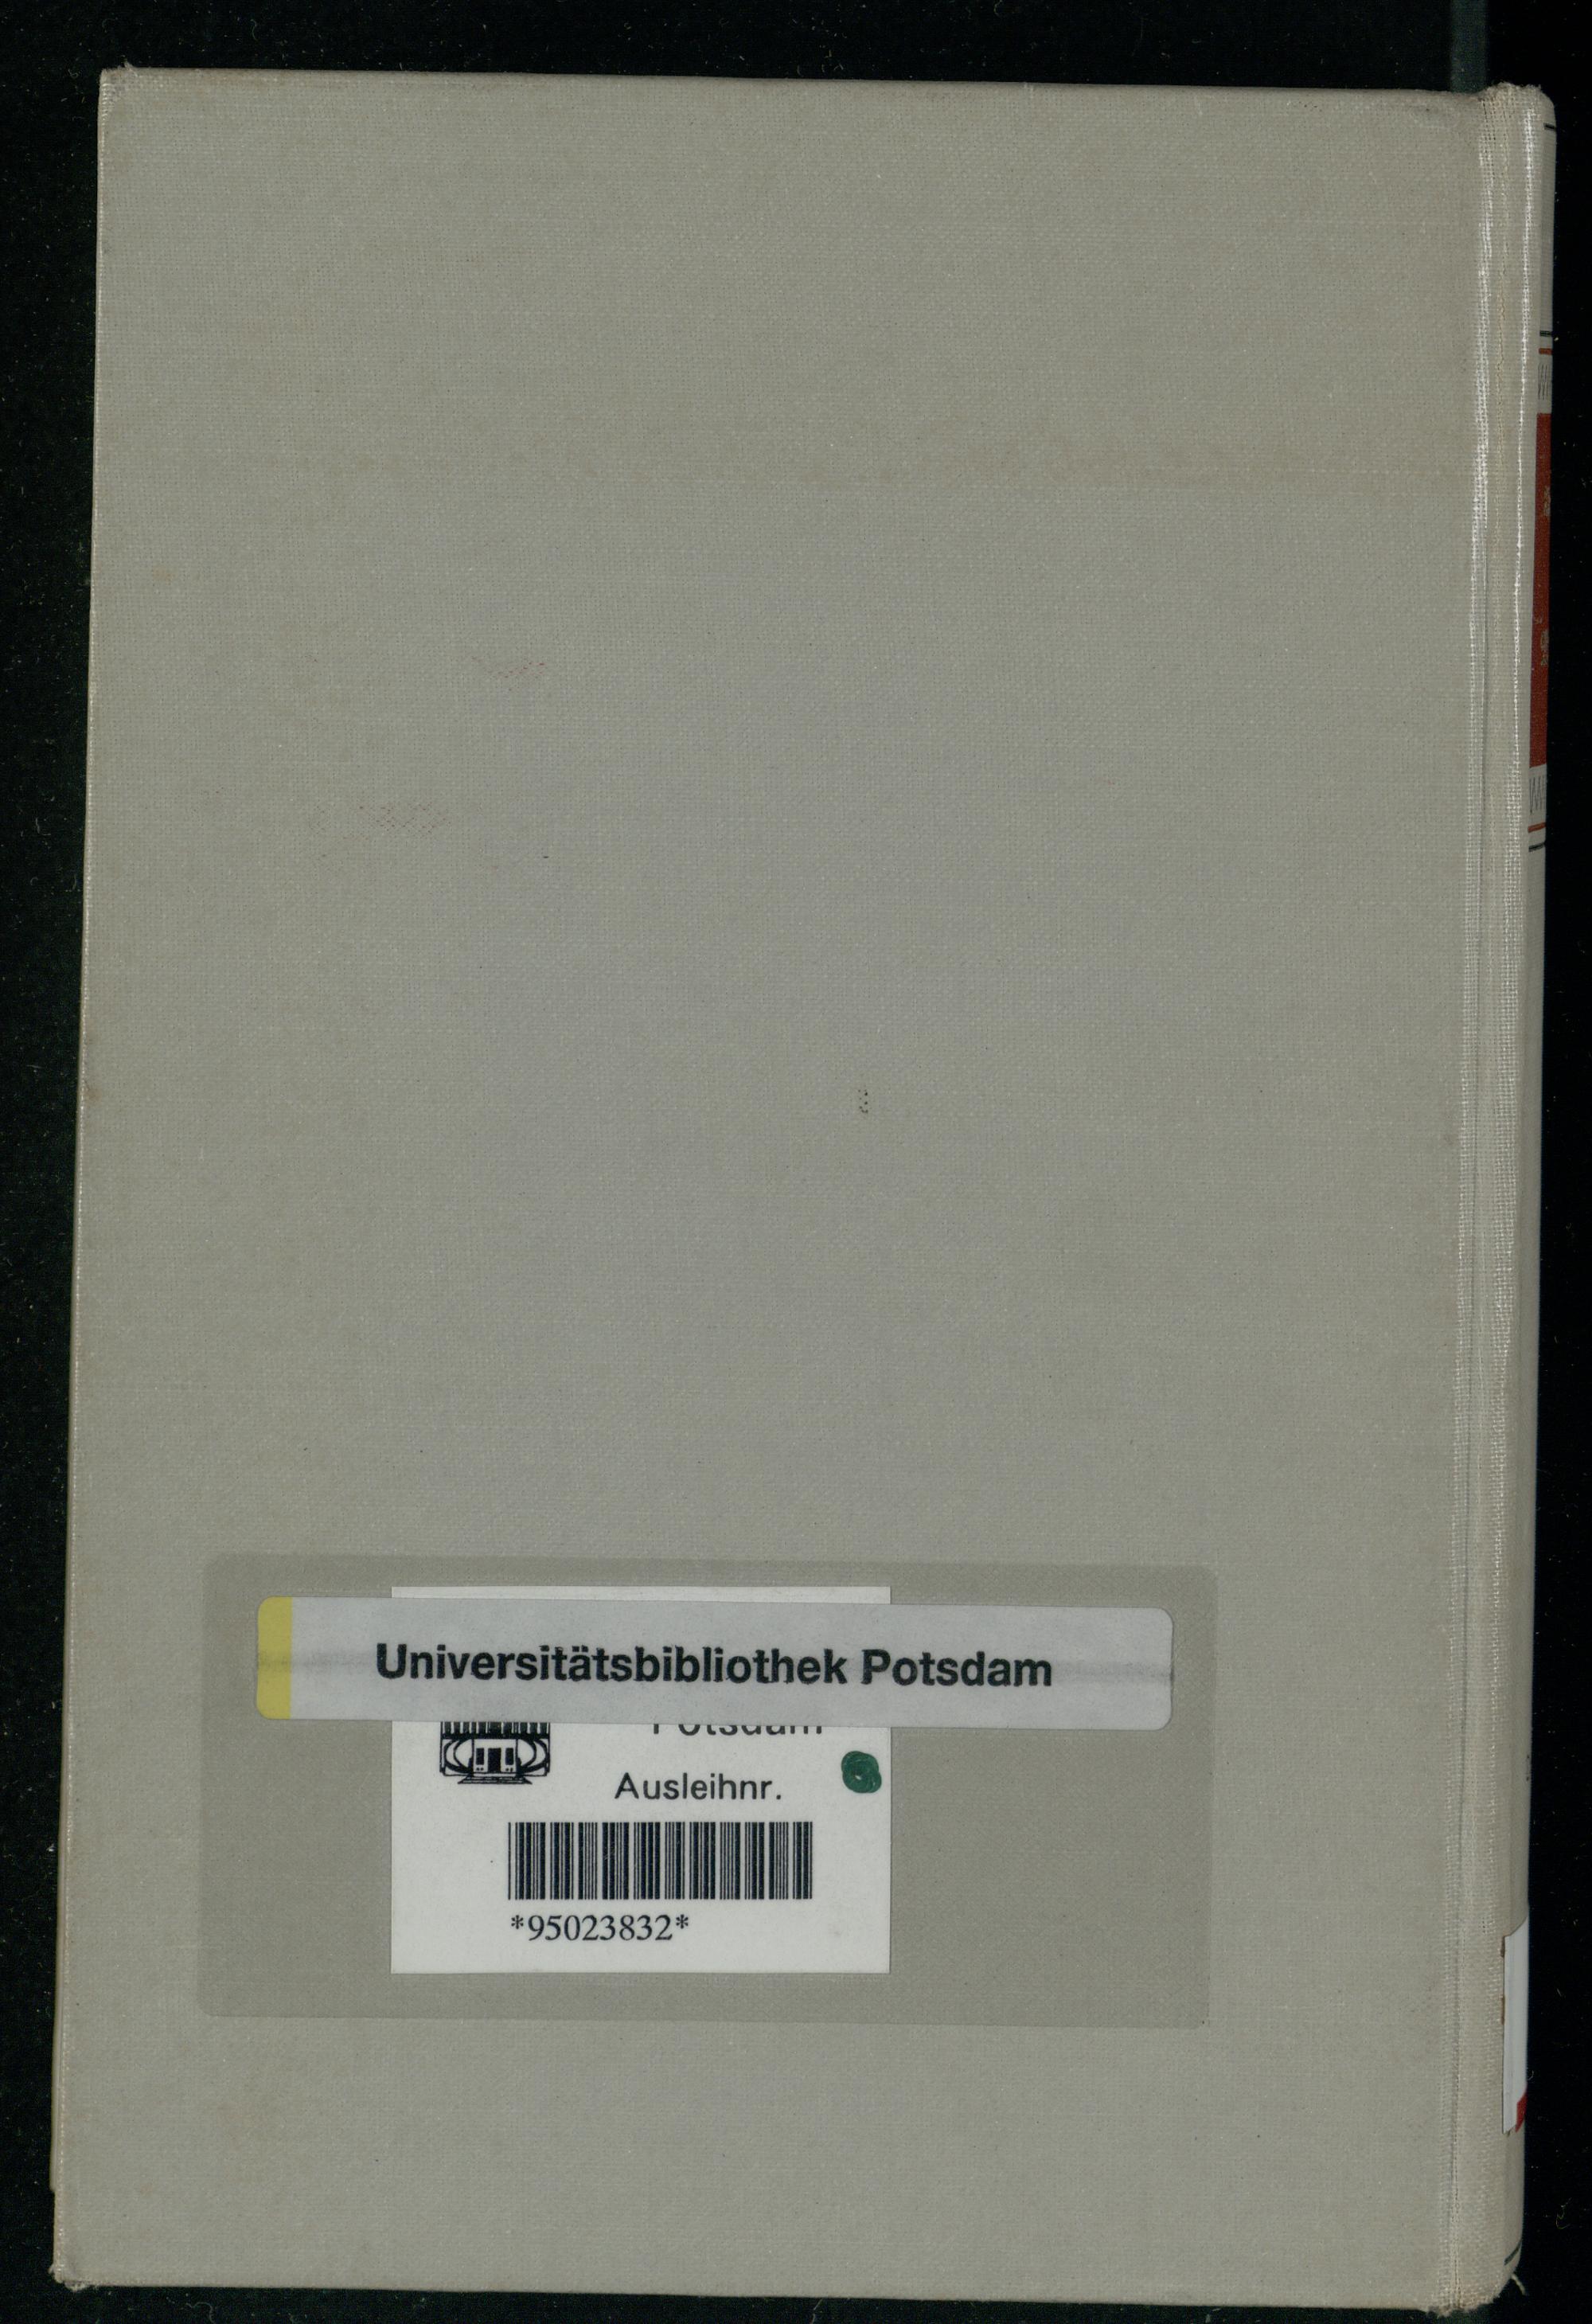 Universitätsbibliothek Potsdam
Potsdam
Ausleihnr.
*95023832*